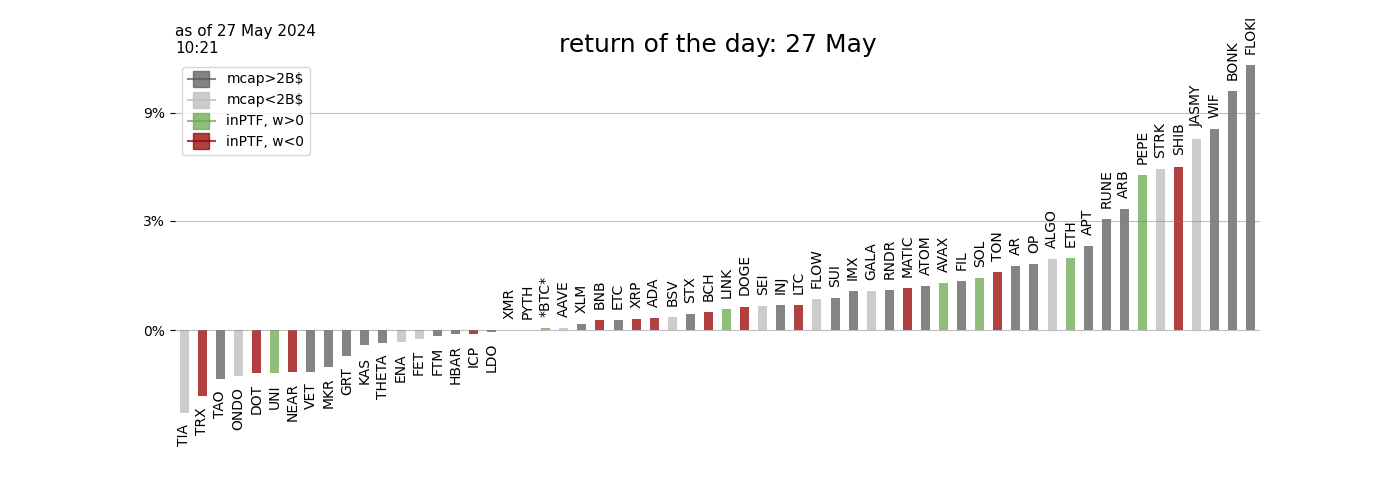 as of 27 May 2024
10:21
return of the day: 27 May
mcap>2B$
mcap<2B$
inPTF, w>0
inPTF, w<0
9%
3%
0%
TIA
TRX
TAO
ONDO
DOT
UNI
NEAR
VET
MKR
GRT
KAS
THETA
ENA
FET
FTM
HBAR
ICP
LDO
XMR
PYTH
*BTC*
AAVE
XLM
BNB
ETC
XRP
ADA
BSV
STX
BCH
LINK
DOGE
SEI
INJ
LTC
FLOW
SUI
IMX
GALA
RNDR
MATIC
ATOM
AVAX
FIL
SOL
TON
AR
OP
ALGO
ETH
APT
RUNE
ARB
PEPE
STRK
SHIB
JASMY
WIF
BONK
FLOKI